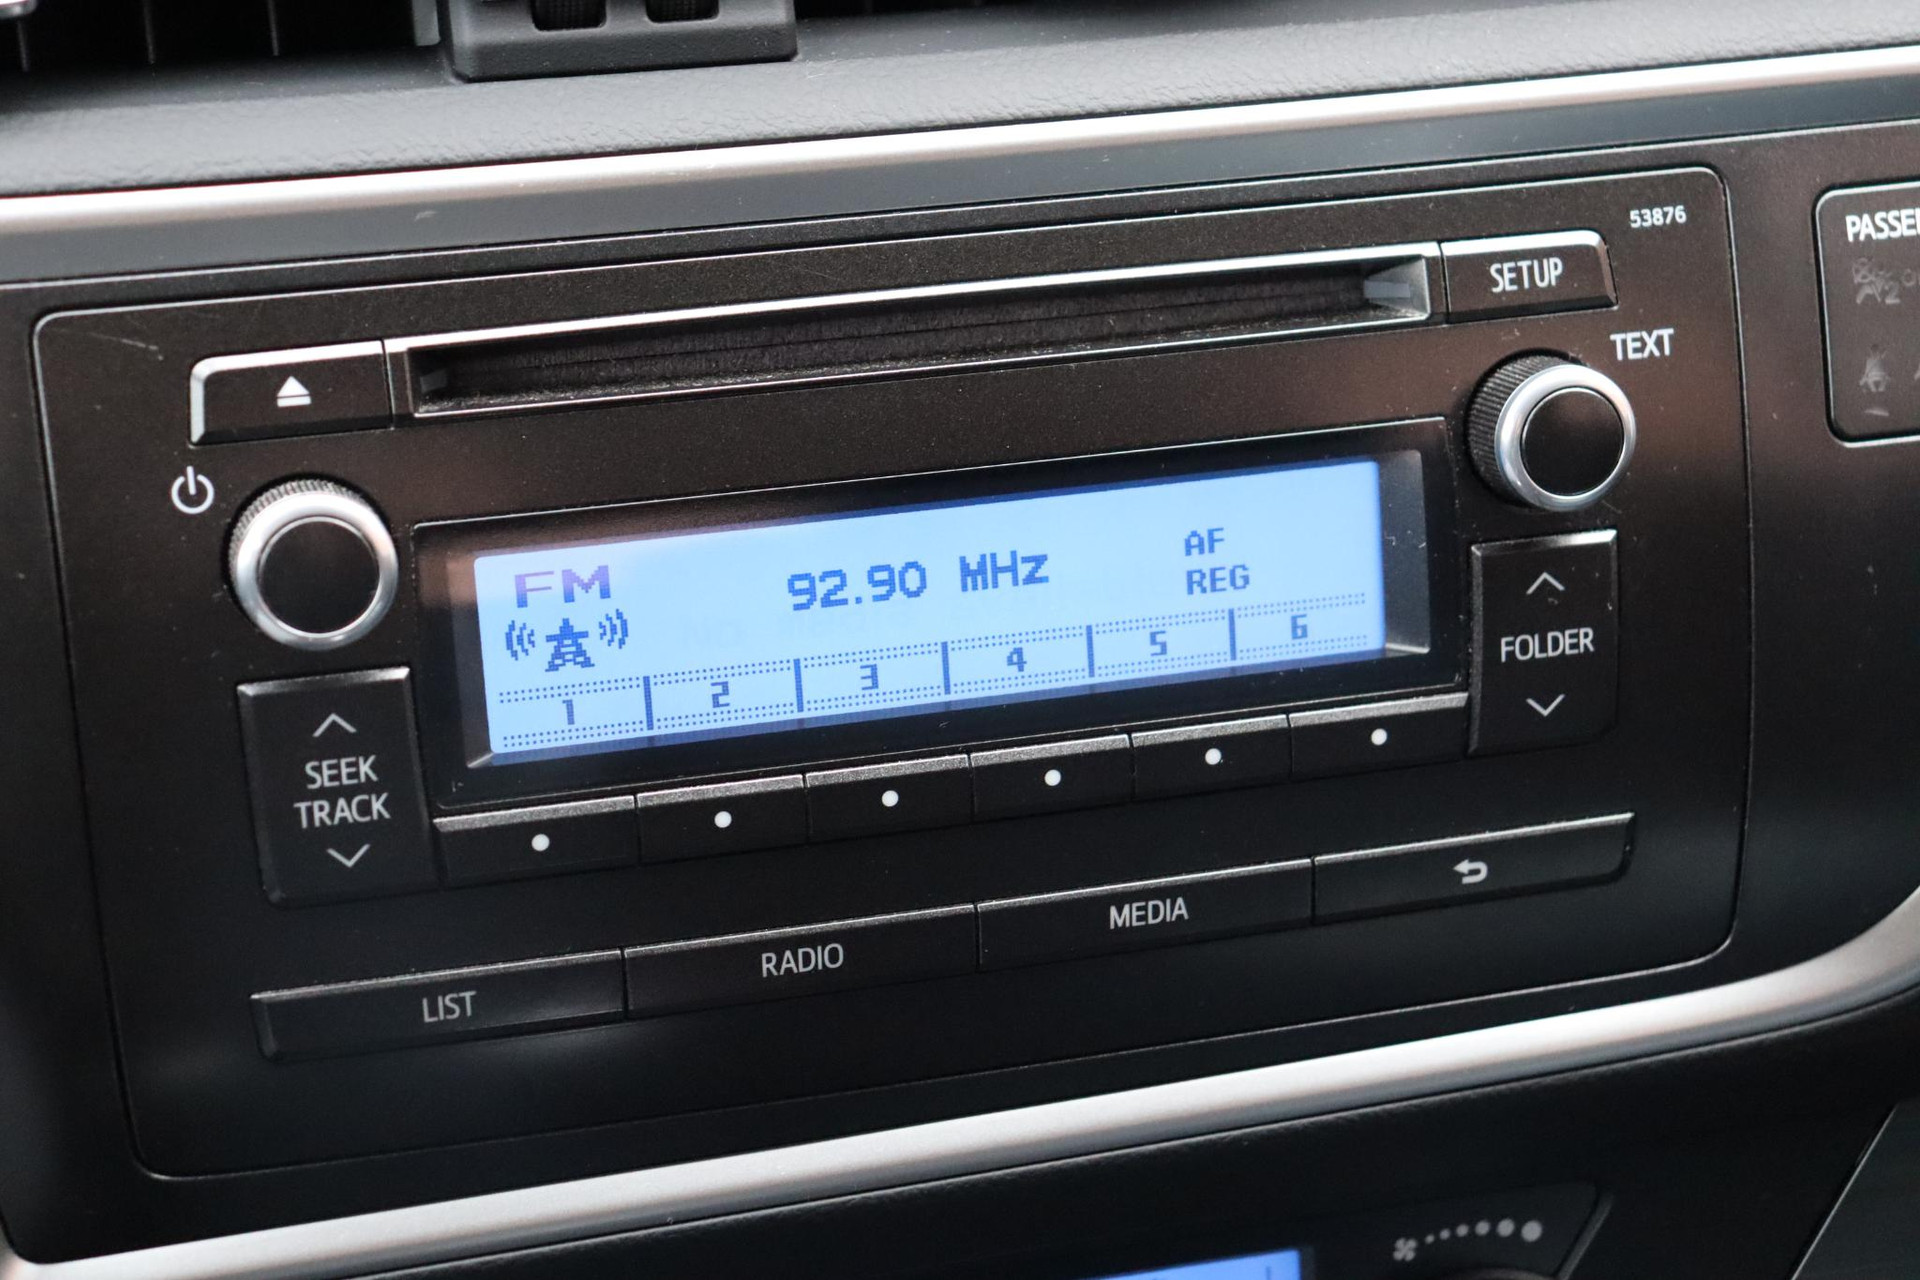 53876
SETUP
PASSE
TEXT
FM 92.90 MHz AF
REG
1 2 3 4 5 6
SEEK
TRACK
FOLDER
LIST RADIO MEDIA